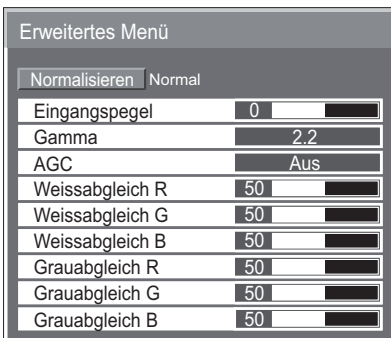 Erweitertes Menü
Normalisieren Normal
Eingangspegel 0
Gamma 2.2
AGC Aus
Weissabgleich R 50
Weissabgleich G 50
Weissabgleich B 50
Grauabgleich R 50
Grauabgleich G 50
Grauabgleich B 50